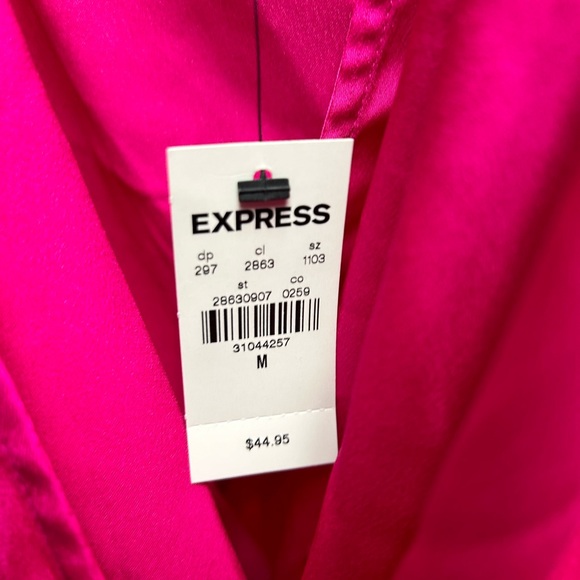 EXPRESS
dp cl sz
297 2863 1103
st co
28630907 0259
31044257
M
$44.95